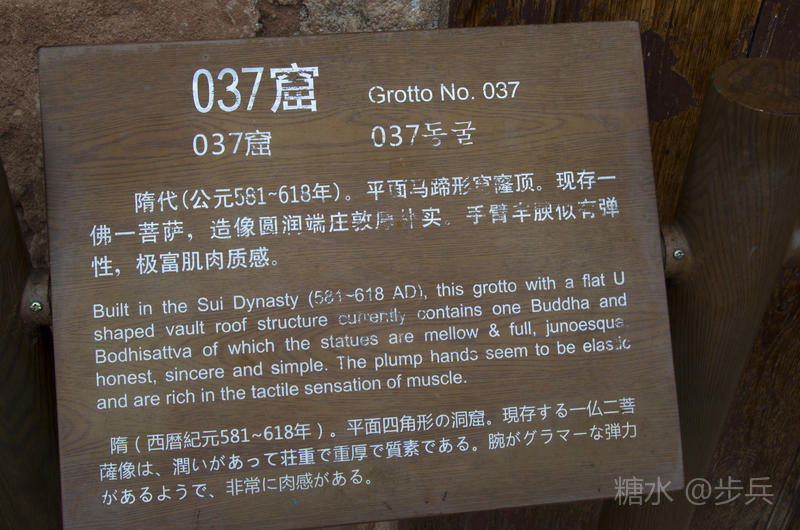 037窟 Grotto No. 037
037窟 037동굴
隋代(公元581~618年)。平面马蹄形穹窿顶。现存一
佛一菩萨，造像圆润端庄敦厚朴实。手臂丰腴似有弹
性，极富肌肉质感。
Built in the Sui Dynasty (581~618 AD), this grotto with a flat U
shaped vault roof structure currently contains one Buddha and
Bodhisattva of which the statues are mellow & full, junoesqua,
honest, sincere and simple. The plump hands seem to be elastic
and are rich in the tactile sensation of muscle.
隋（西暦紀元581~618年）。平面四角形の洞窟。現存する一仏二菩
薩像は、潤いがあって荘重で重厚で質素である。腕がグラマーな弾力
があるようで、非常に肉感がある。
糖水 @步兵